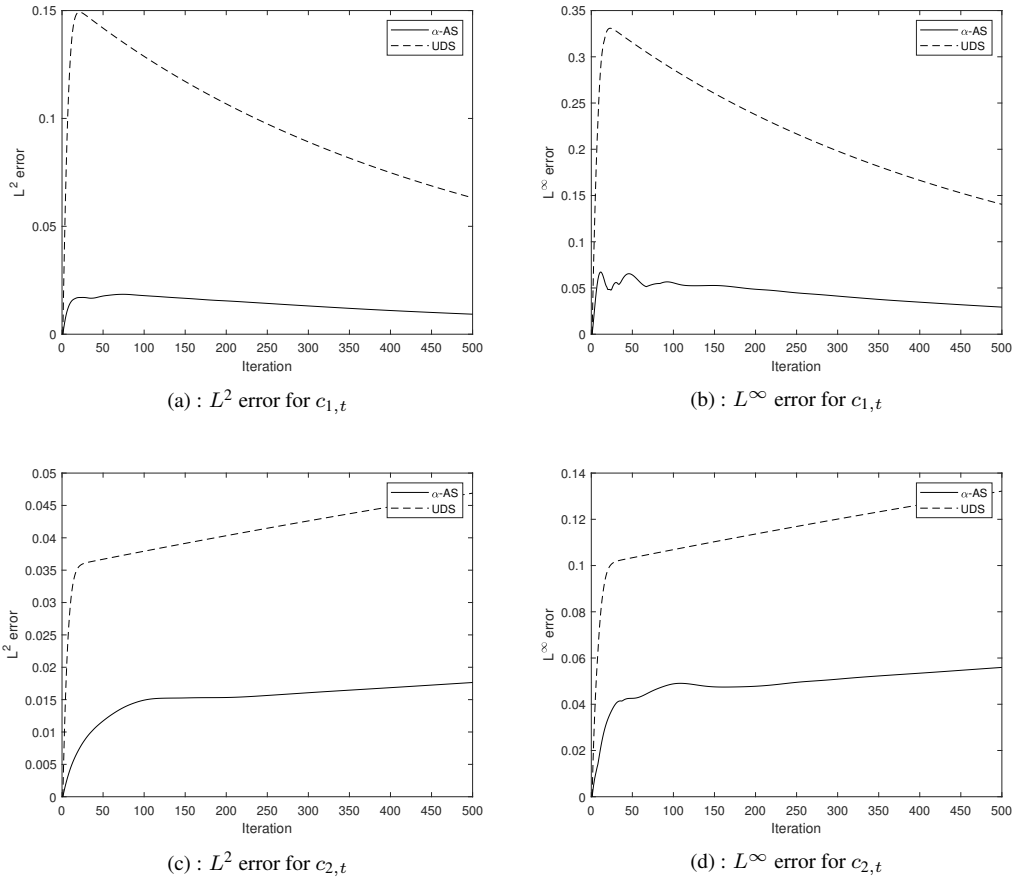 0.15
0.1
0.05
0
L² error
α-AS
UDS
0 50 100 150 200 250 300 350 400 450 500
Iteration
(a) : L² error for c₁,ₜ
0.35
0.3
0.25
0.2
0.15
0.1
0.05
0
L∞ error
α-AS
UDS
0 50 100 150 200 250 300 350 400 450 500
Iteration
(b) : L∞ error for c₁,ₜ
0.05
0.045
0.04
0.035
0.03
0.025
0.02
0.015
0.01
0.005
0
L² error
α-AS
UDS
0 50 100 150 200 250 300 350 400 450 500
Iteration
(c) : L² error for c₂,ₜ
0.14
0.12
0.1
0.08
0.06
0.04
0.02
0
L∞ error
α-AS
UDS
0 50 100 150 200 250 300 350 400 450 500
Iteration
(d) : L∞ error for c₂,ₜ